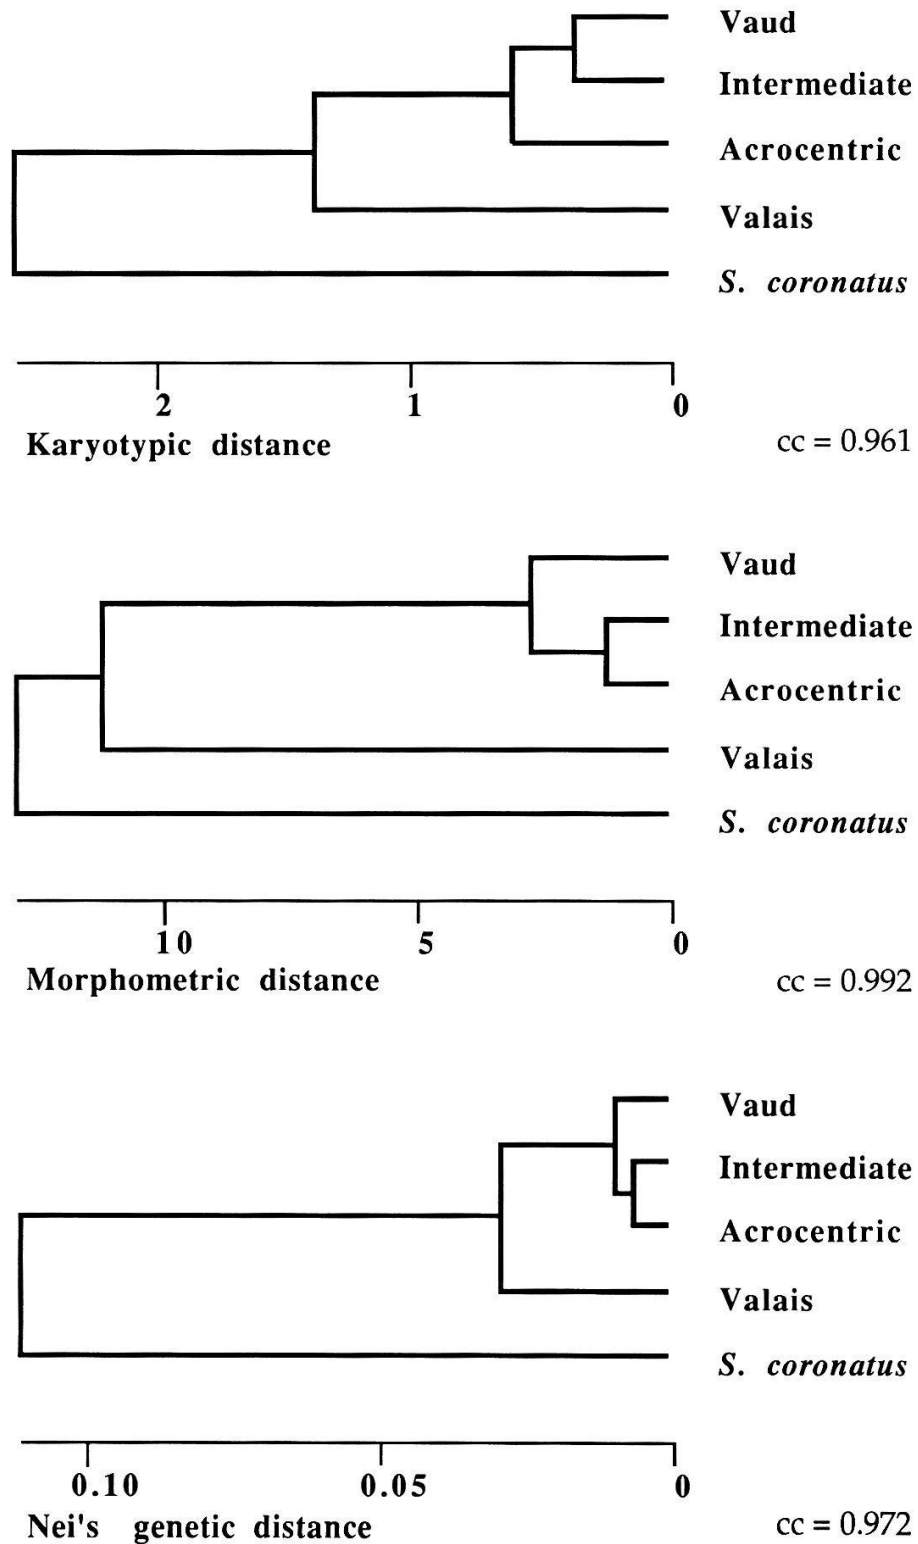 Vaud
Intermediate
Acrocentric
Valais
S. coronatus
2 1 0
Karyotypic distance cc = 0.961
Vaud
Intermediate
Acrocentric
Valais
S. coronatus
10 5 0
Morphometric distance cc = 0.992
Vaud
Intermediate
Acrocentric
Valais
S. coronatus
0.10 0.05 0
Nei's genetic distance cc = 0.972